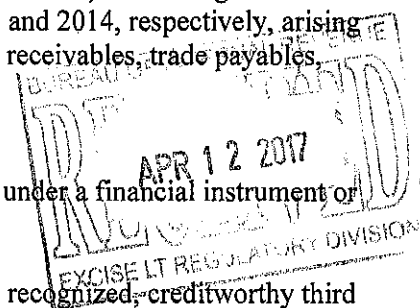 and 2014, respectively, arising
receivables, trade payables,
BUREAU OF
APR 12 2017
under a financial instrument or
EXCISE LT REGULATORY DIVISION
recognized, creditworthy third